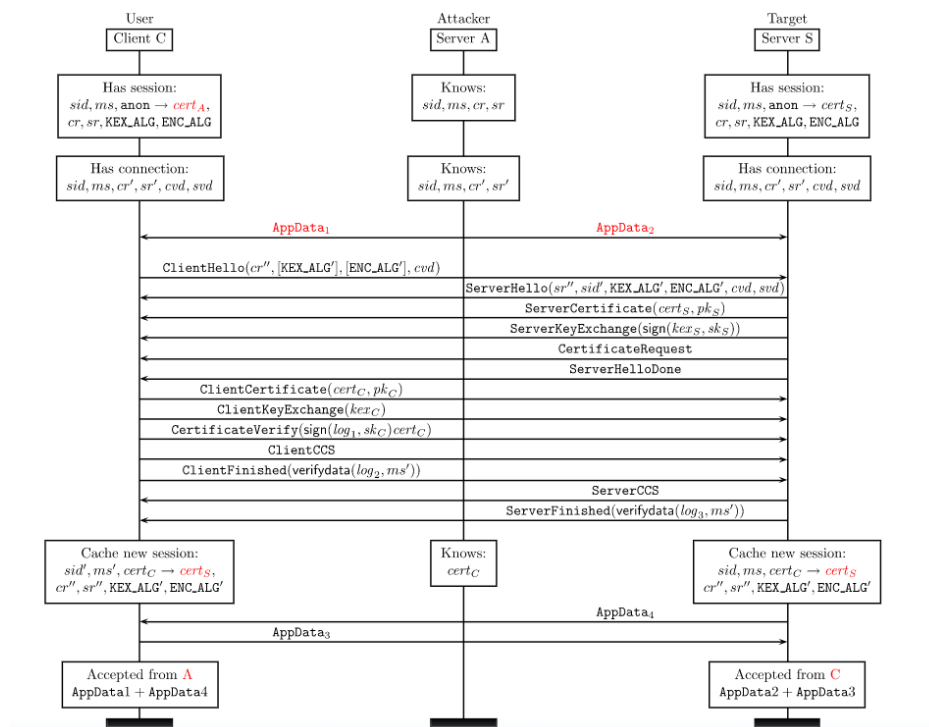 User
Attacker
Target
Client C
Server A
Server S
Has session:
sid, ms, anon → cert_A,
cr, sr, KEX_ALG, ENC_ALG
Knows:
sid, ms, cr, sr
Has session:
sid, ms, anon → cert_S,
cr, sr, KEX_ALG, ENC_ALG
Has connection:
sid, ms, cr′, sr′, cvd, svd
Knows:
sid, ms, cr′, sr′
Has connection:
sid, ms, cr′, sr′, cvd, svd
AppData₁
AppData₂
ClientHello(cr″, [KEX_ALG′], [ENC_ALG′], cvd)
ServerHello(sr″, sid′, KEX_ALG′, ENC_ALG′, cvd, svd)
ServerCertificate(cert_S, pk_S)
ServerKeyExchange(sign(kex_S, sk_S))
CertificateRequest
ServerHelloDone
ClientCertificate(cert_C, pk_C)
ClientKeyExchange(kex_C)
CertificateVerify(sign(log₁, sk_C)cert_C)
ClientCCS
ClientFinished(verifydata(log₂, ms′))
ServerCCS
ServerFinished(verifydata(log₃, ms′))
Cache new session:
sid′, ms′, cert_C → cert_S,
cr″, sr″, KEX_ALG′, ENC_ALG′
Knows:
cert_C
Cache new session:
sid, ms, cert_C → cert_S
cr″, sr″, KEX_ALG′, ENC_ALG′
AppData₄
AppData₃
Accepted from A
AppData1 + AppData4
Accepted from C
AppData2 + AppData3